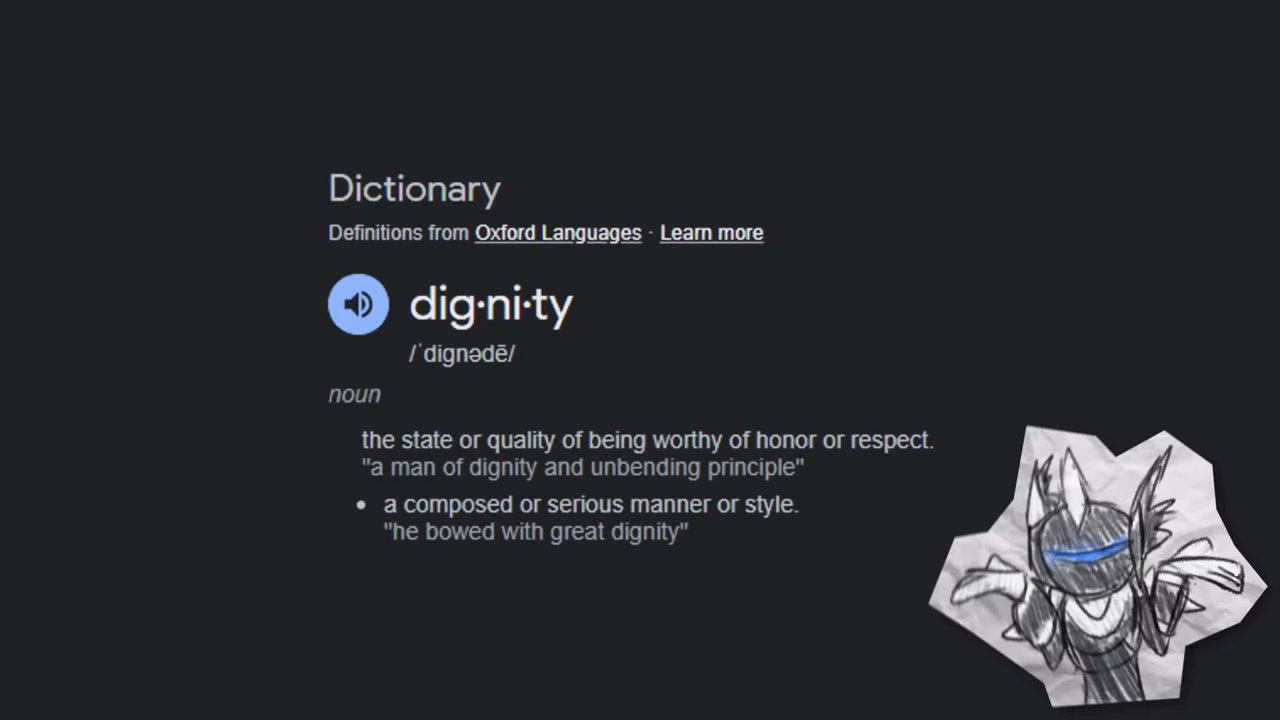 Dictionary
Definitions from Oxford Languages · Learn more
dig·ni·ty
/ˈdignədē/
noun
the state or quality of being worthy of honor or respect.
"a man of dignity and unbending principle"
• a composed or serious manner or style.
"he bowed with great dignity"